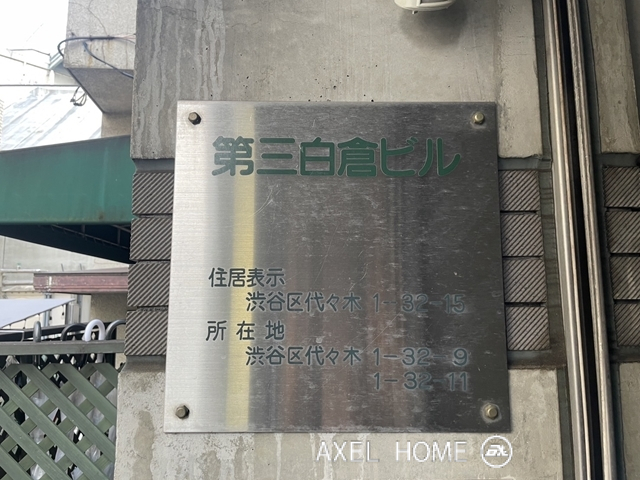 第三白倉ビル
住居表示
渋谷区代々木 1-32-15
所在地
渋谷区代々木 1-32-9
1-32-11
AXEL HOME